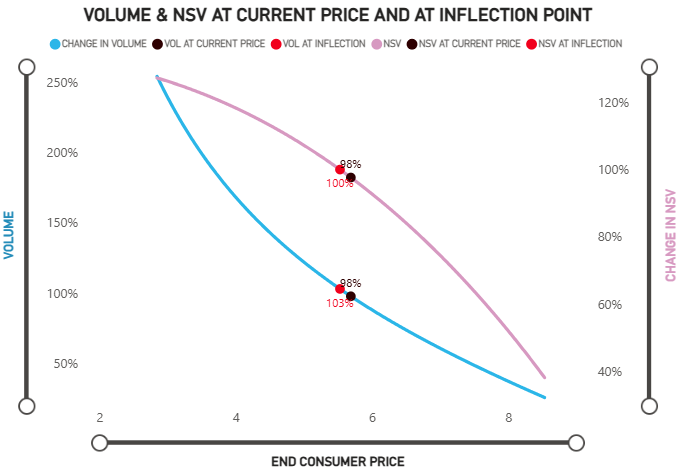 VOLUME & NSV AT CURRENT PRICE AND AT INFLECTION POINT
CHANGE IN VOLUME VOL AT CURRENT PRICE VOL AT INFLECTION NSV NSV AT CURRENT PRICE NSV AT INFLECTION
250%
200%
150%
100%
50%
VOLUME
98%
100%
98%
103%
120%
100%
80%
60%
40%
CHANGE IN NSV
2 4 6 8
END CONSUMER PRICE